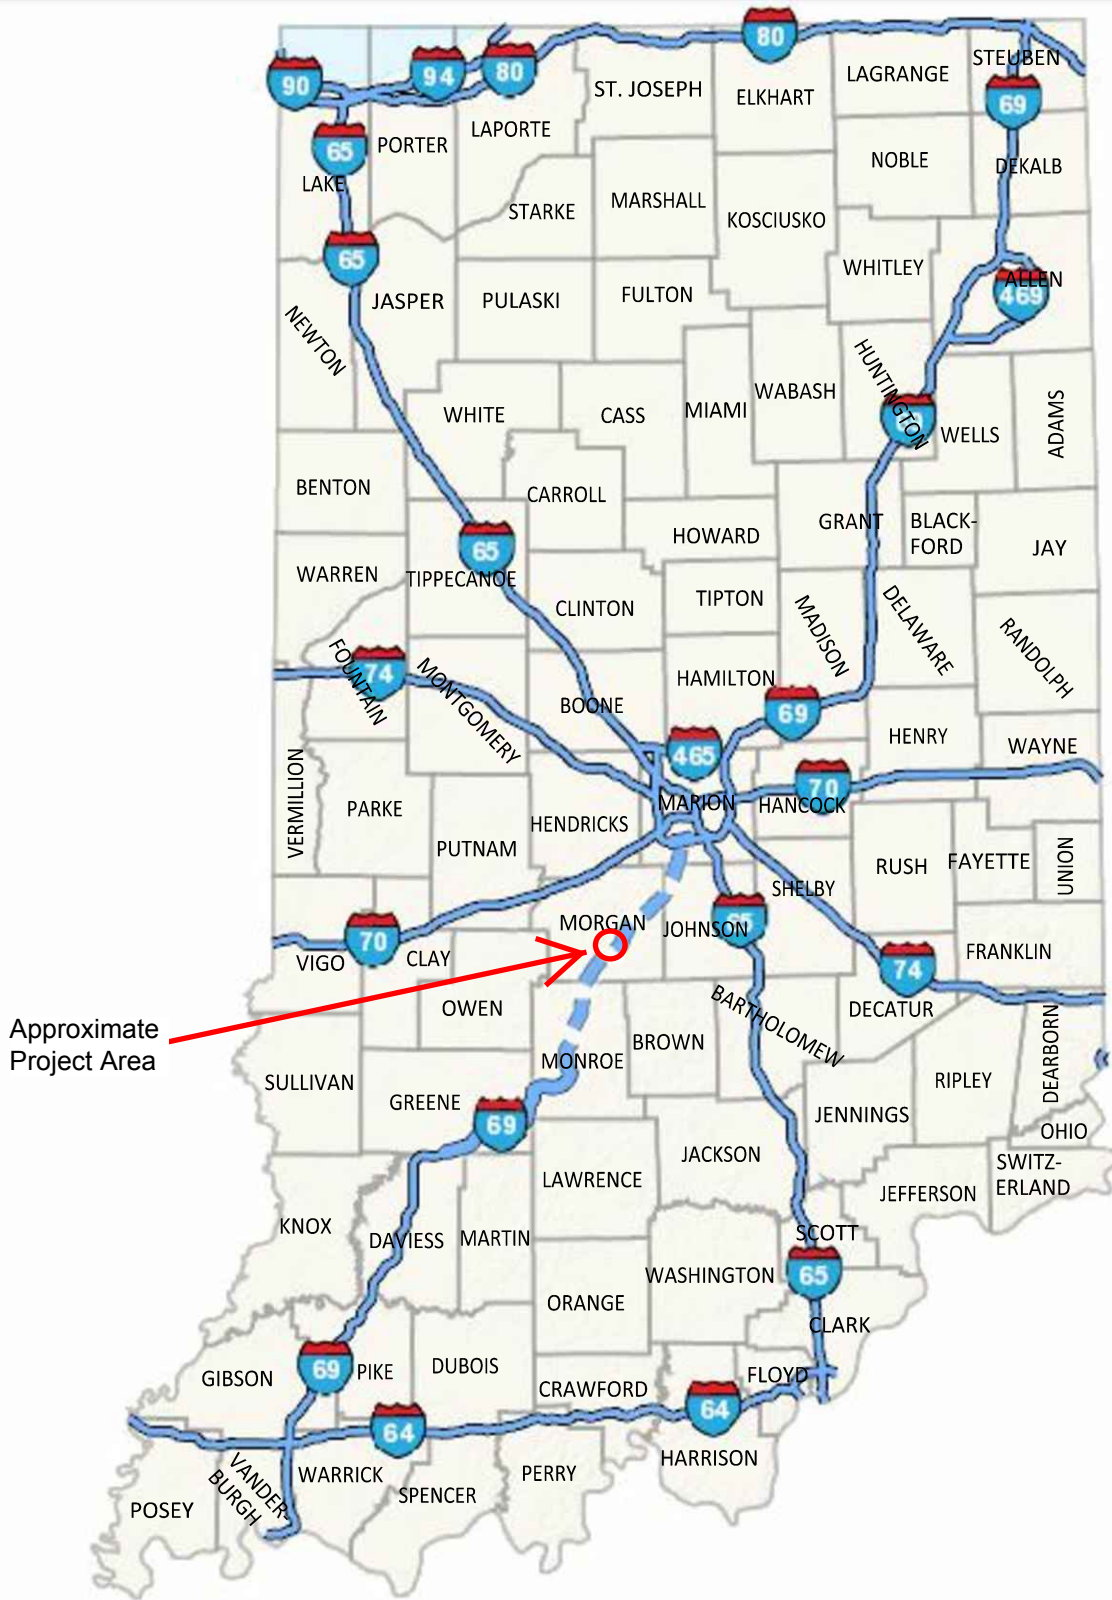 80
90
94
80
STEUBEN
LAGRANGE
ST. JOSEPH
ELKHART
69
LAPORTE
PORTER
65
NOBLE
DEKALB
LAKE
MARSHALL
STARKE
KOSCIUSKO
65
WHITLEY
ALLEN
469
JASPER
PULASKI
FULTON
NEWTON
HUNTINGTON
WABASH
WHITE
CASS
MIAMI
ADAMS
WELLS
BENTON
CARROLL
GRANT
BLACK-
FORD
HOWARD
JAY
65
WARREN
TIPPECANOE
CLINTON
TIPTON
MADISON
DELAWARE
RANDOLPH
FOUNTAIN
74
MONTGOMERY
HAMILTON
BOONE
69
HENRY
WAYNE
465
VERMILLION
70
MARION
HANCOCK
PARKE
HENDRICKS
PUTNAM
RUSH
FAYETTE
UNION
SHELBY
MORGAN
JOHNSON
65
70
VIGO
CLAY
FRANKLIN
74
OWEN
BARTHOLOMEW
DECATUR
Approximate
Project Area
BROWN
MONROE
DEARBORN
SULLIVAN
RIPLEY
GREENE
JENNINGS
69
OHIO
JACKSON
LAWRENCE
SWITZ-
ERLAND
JEFFERSON
KNOX
DAVIESS
MARTIN
SCOTT
WASHINGTON
65
ORANGE
CLARK
69
PIKE
DUBOIS
GIBSON
FLOYD
CRAWFORD
64
64
HARRISON
VANDER-
BURGH
WARRICK
PERRY
SPENCER
POSEY